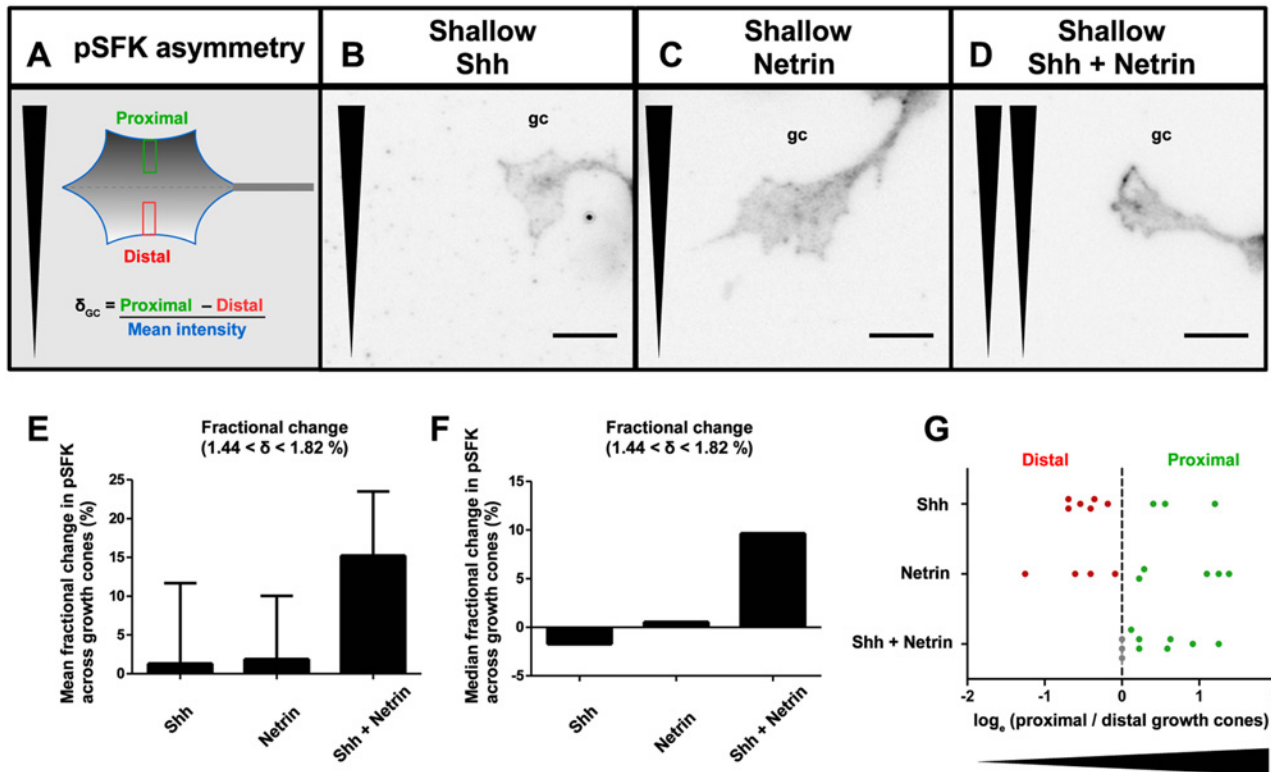 A pSFK asymmetry
B Shallow
Shh
C Shallow
Netrin
D Shallow
Shh + Netrin
Proximal
Distal
δGC = Proximal – Distal
Mean intensity
gc
gc
gc
E
Fractional change
(1.44 < δ < 1.82 %)
Mean fractional change in pSFK
across growth cones (%)
25
20
15
10
5
0
Shh
Netrin
Shh + Netrin
F
Fractional change
(1.44 < δ < 1.82 %)
Median fractional change in pSFK
across growth cones (%)
15
10
5
0
-5
Shh
Netrin
Shh + Netrin
G
Distal Proximal
Shh
Netrin
Shh + Netrin
-2 -1 0 1
loge (proximal / distal growth cones)